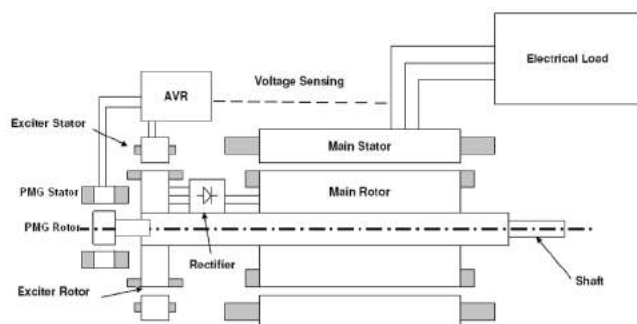 Electrical Load
AVR
Voltage Sensing
Exciter Stator
Main Stator
PMG Stator
Main Rotor
PMG Rotor
Rectifier
Shaft
Exciter Rotor